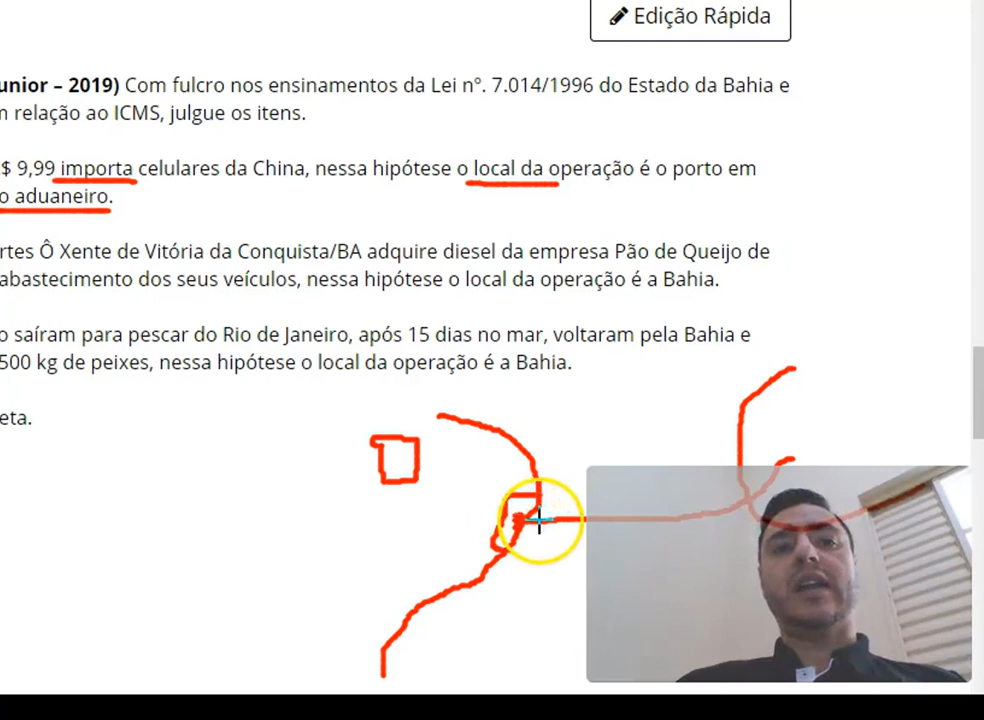 Edição Rápida
unior – 2019) Com fulcro nos ensinamentos da Lei nº. 7.014/1996 do Estado da Bahia e
m relação ao ICMS, julgue os itens.
$ 9,99 importa celulares da China, nessa hipótese o local da operação é o porto em
o aduaneiro.
rtes Ô Xente de Vitória da Conquista/BA adquire diesel da empresa Pão de Queijo de
abastecimento dos seus veículos, nessa hipótese o local da operação é a Bahia.
o saíram para pescar do Rio de Janeiro, após 15 dias no mar, voltaram pela Bahia e
500 kg de peixes, nessa hipótese o local da operação é a Bahia.
eta.